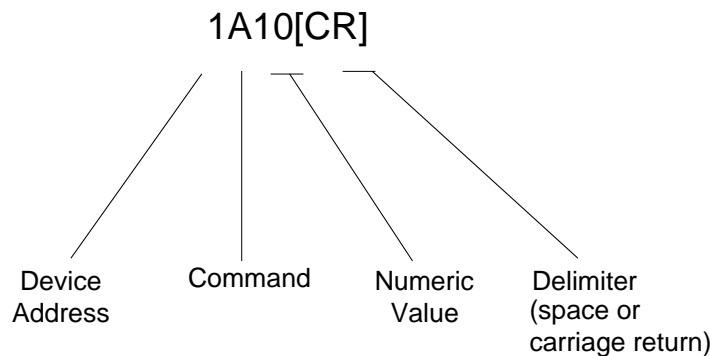 1A10[CR]
Device
Address
Command
Numeric
Value
Delimiter
(space or
carriage return)